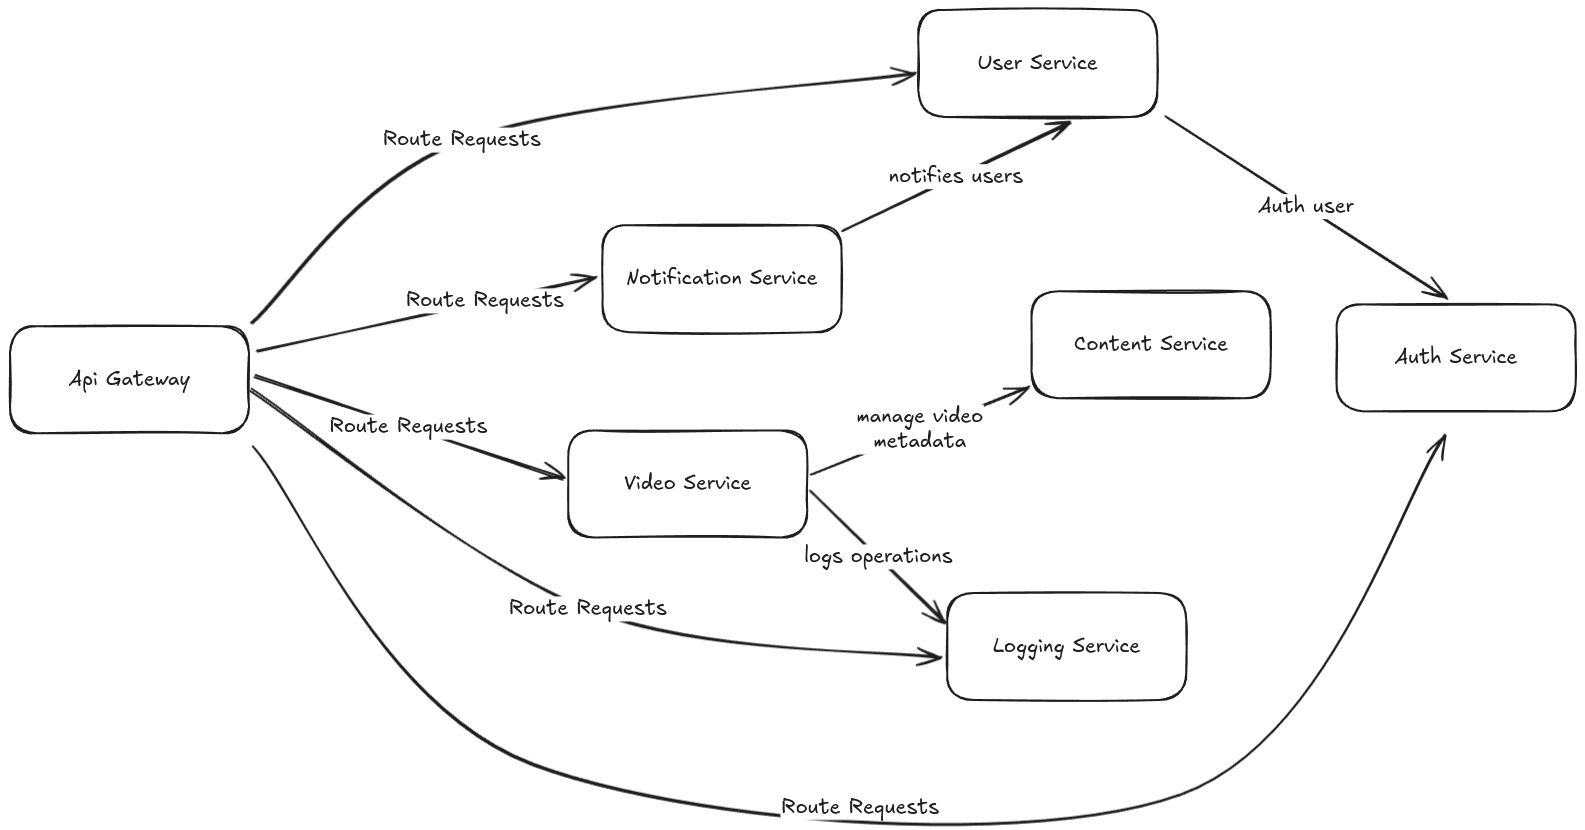 User Service
Route Requests
notifies users
Auth user
Notification Service
Route Requests
Content Service
Auth Service
Api Gateway
manage video
metadata
Route Requests
Video Service
logs operations
Route Requests
Logging Service
Route Requests